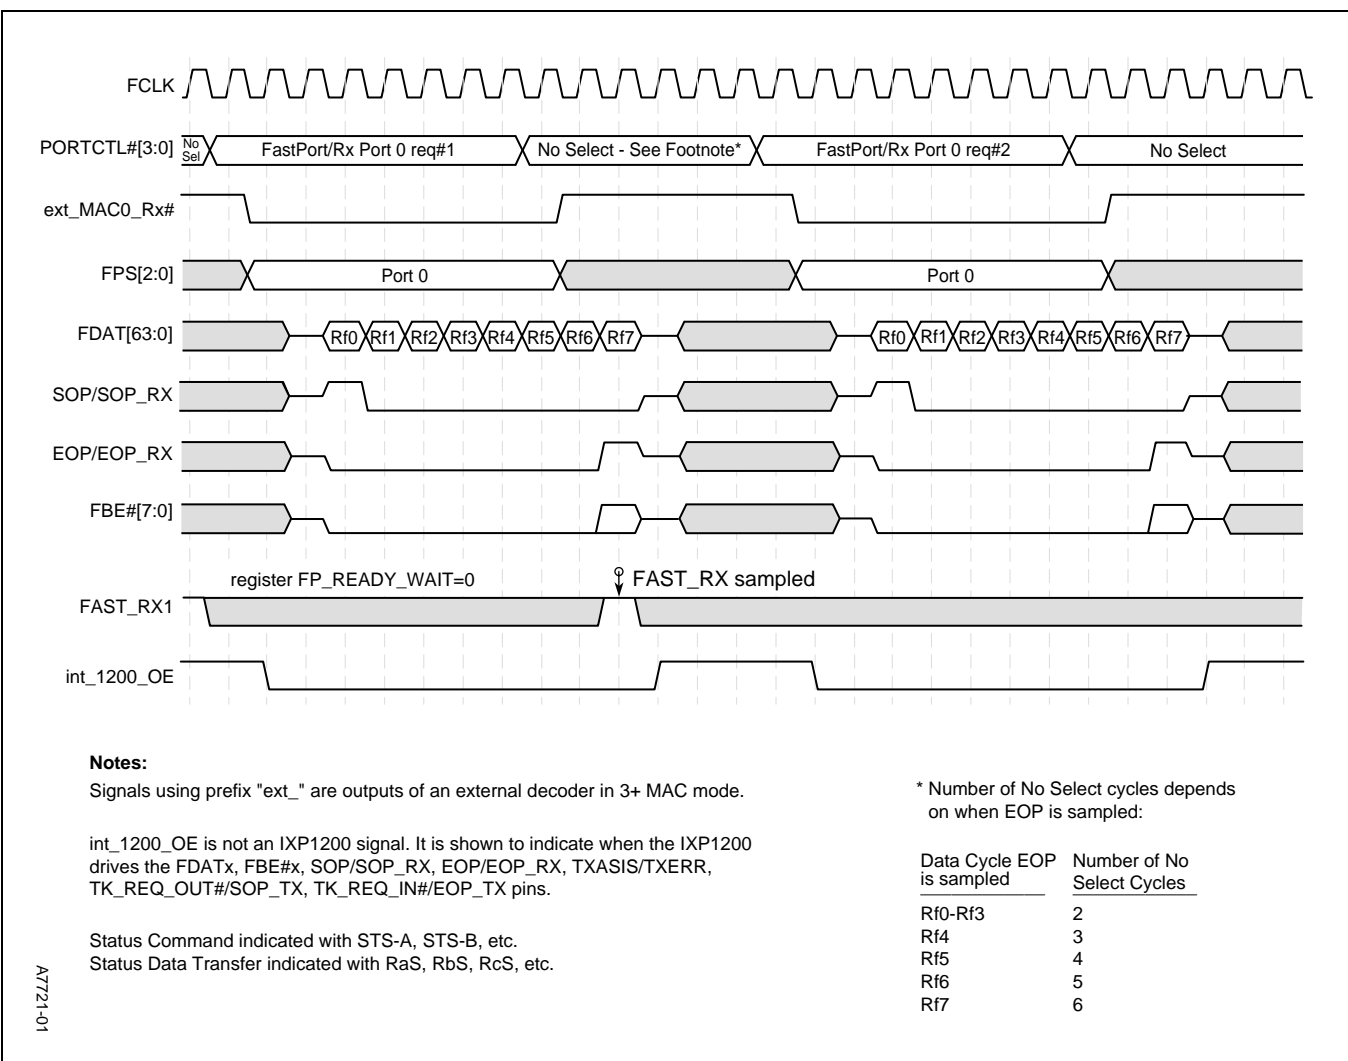 FCLK
PORTCTL#[3:0]
No
Sel
FastPort/Rx Port 0 req#1
No Select - See Footnote*
FastPort/Rx Port 0 req#2
No Select
ext_MAC0_Rx#
FPS[2:0]
Port 0
Port 0
FDAT[63:0]
Rf0 Rf1 Rf2 Rf3 Rf4 Rf5 Rf6 Rf7
Rf0 Rf1 Rf2 Rf3 Rf4 Rf5 Rf6 Rf7
SOP/SOP_RX
EOP/EOP_RX
FBE#[7:0]
register FP_READY_WAIT=0
FAST_RX sampled
FAST_RX1
int_1200_OE
Notes:
Signals using prefix "ext_" are outputs of an external decoder in 3+ MAC mode.
int_1200_OE is not an IXP1200 signal. It is shown to indicate when the IXP1200
drives the FDATx, FBE#x, SOP/SOP_RX, EOP/EOP_RX, TXASIS/TXERR,
TK_REQ_OUT#/SOP_TX, TK_REQ_IN#/EOP_TX pins.
Status Command indicated with STS-A, STS-B, etc.
Status Data Transfer indicated with RaS, RbS, RcS, etc.
* Number of No Select cycles depends
on when EOP is sampled:
Data Cycle EOP Number of No
is sampled Select Cycles
Rf0-Rf3 2
Rf4 3
Rf5 4
Rf6 5
Rf7 6
A7721-01